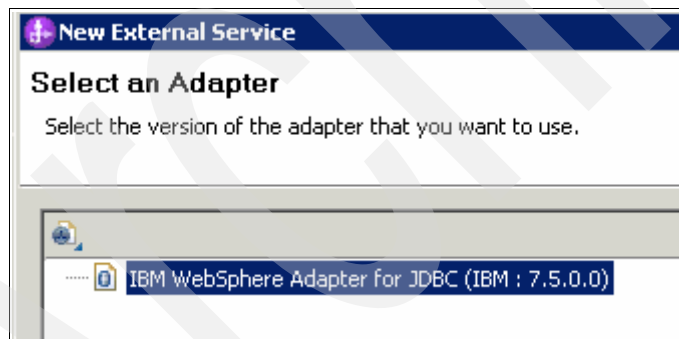 New External Service
Select an Adapter
Select the version of the adapter that you want to use.
IBM WebSphere Adapter for JDBC (IBM : 7.5.0.0)